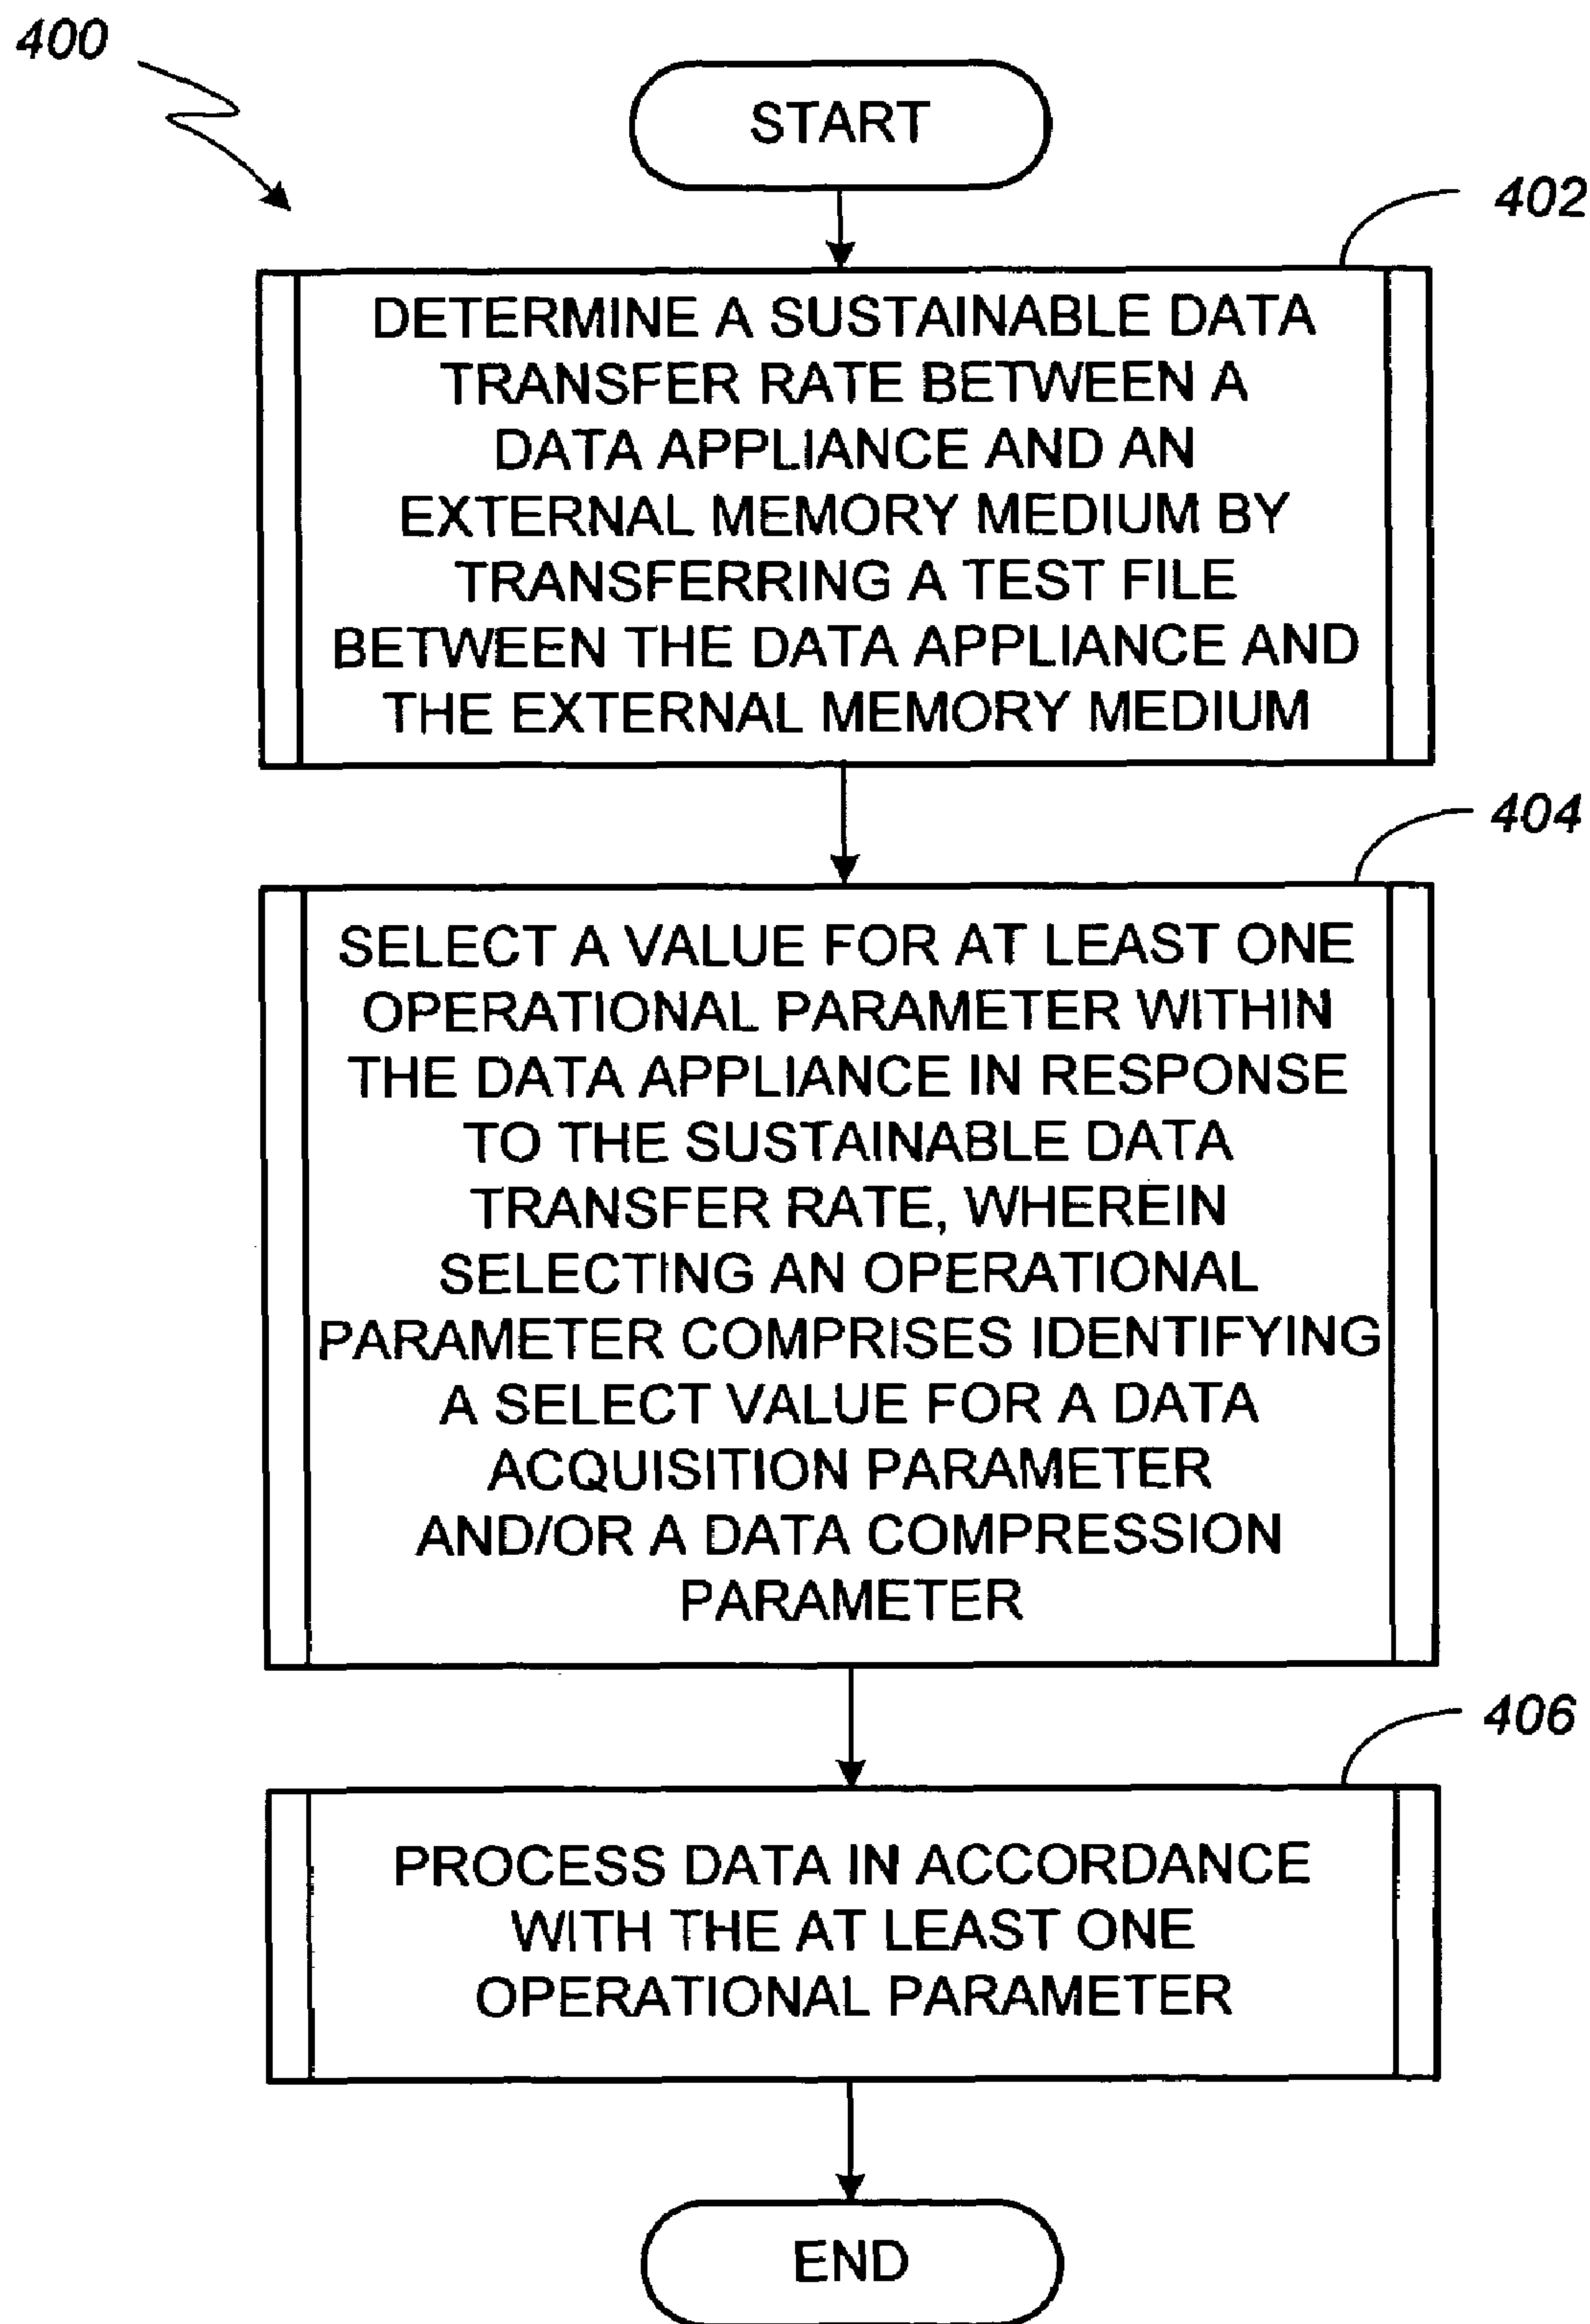 400
START
402
DETERMINE A SUSTAINABLE DATA
TRANSFER RATE BETWEEN A
DATA APPLIANCE AND AN
EXTERNAL MEMORY MEDIUM BY
TRANSFERRING A TEST FILE
BETWEEN THE DATA APPLIANCE AND
THE EXTERNAL MEMORY MEDIUM
404
SELECT A VALUE FOR AT LEAST ONE
OPERATIONAL PARAMETER WITHIN
THE DATA APPLIANCE IN RESPONSE
TO THE SUSTAINABLE DATA
TRANSFER RATE, WHEREIN
SELECTING AN OPERATIONAL
PARAMETER COMPRISES IDENTIFYING
A SELECT VALUE FOR A DATA
ACQUISITION PARAMETER
AND/OR A DATA COMPRESSION
PARAMETER
406
PROCESS DATA IN ACCORDANCE
WITH THE AT LEAST ONE
OPERATIONAL PARAMETER
END